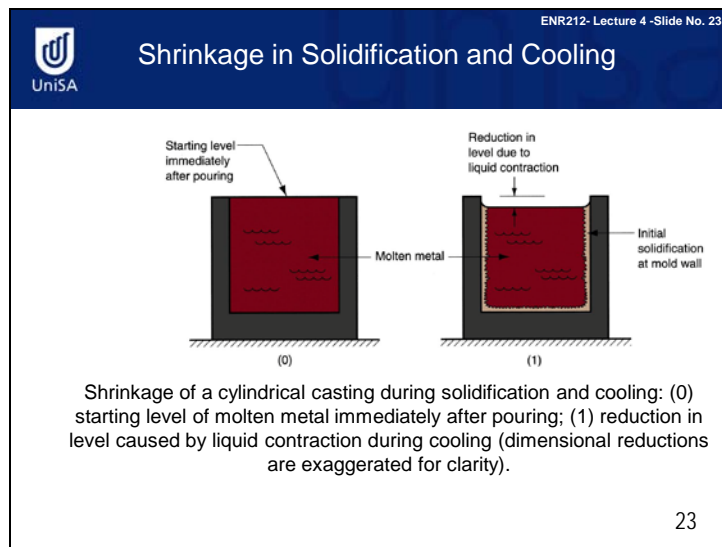 ENR212- Lecture 4 -Slide No. 23
UniSA
Shrinkage in Solidification and Cooling
Starting level
immediately
after pouring
Reduction in
level due to
liquid contraction
Molten metal
Initial
solidification
at mold wall
(0)
(1)
Shrinkage of a cylindrical casting during solidification and cooling: (0)
starting level of molten metal immediately after pouring; (1) reduction in
level caused by liquid contraction during cooling (dimensional reductions
are exaggerated for clarity).
23